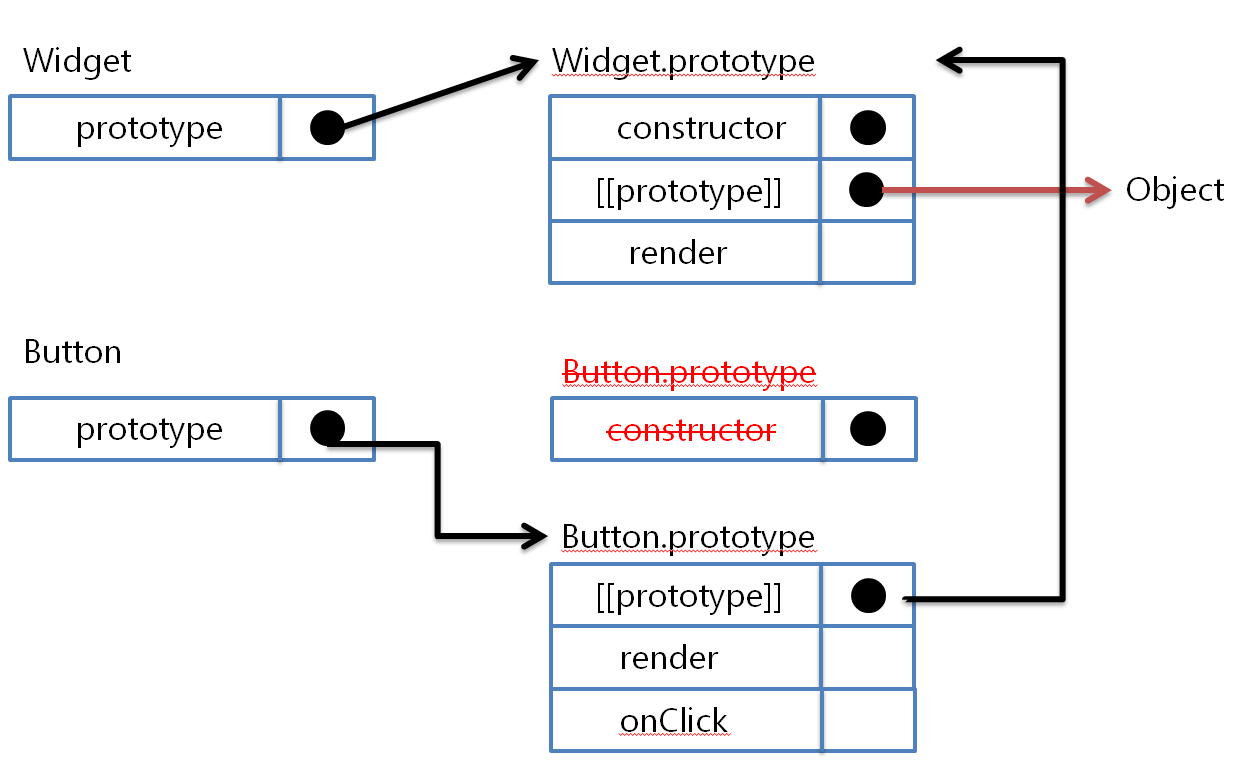 Widget
Widget.prototype
prototype
constructor
[[prototype]]
Object
render
Button
Button.prototype
prototype
constructor
Button.prototype
[[prototype]]
render
onClick